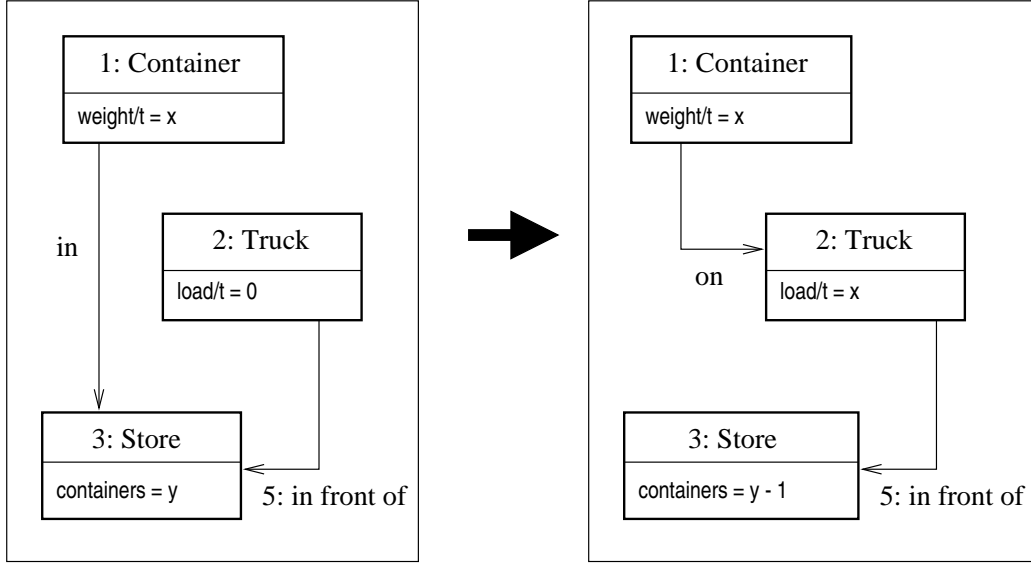 1: Container
weight/t = x
in
2: Truck
load/t = 0
3: Store
containers = y
5: in front of
1: Container
weight/t = x
on
2: Truck
load/t = x
3: Store
containers = y - 1
5: in front of